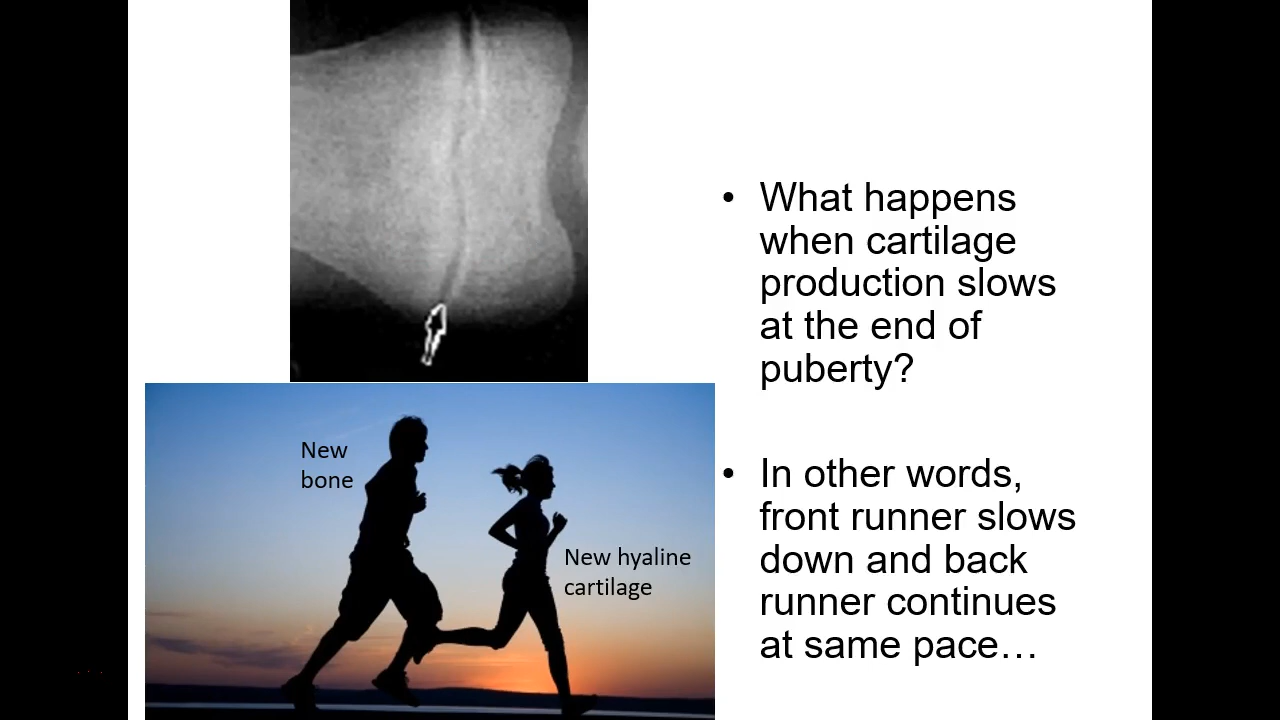 • What happens
when cartilage
production slows
at the end of
puberty?
• In other words,
front runner slows
down and back
runner continues
at same pace…
New
bone
New hyaline
cartilage